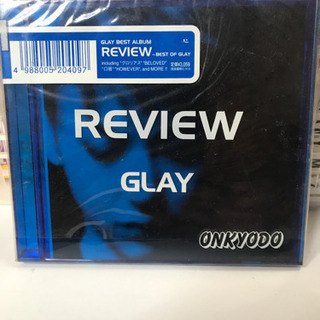 GLAY BEST ALBUM
REVIEW -BEST OF GLAY
including "グロリアス" "BELOVED"
"口唇" "HOWEVER", and MORE !!
4 988005 204097
REVIEW
GLAY
ONKYODO